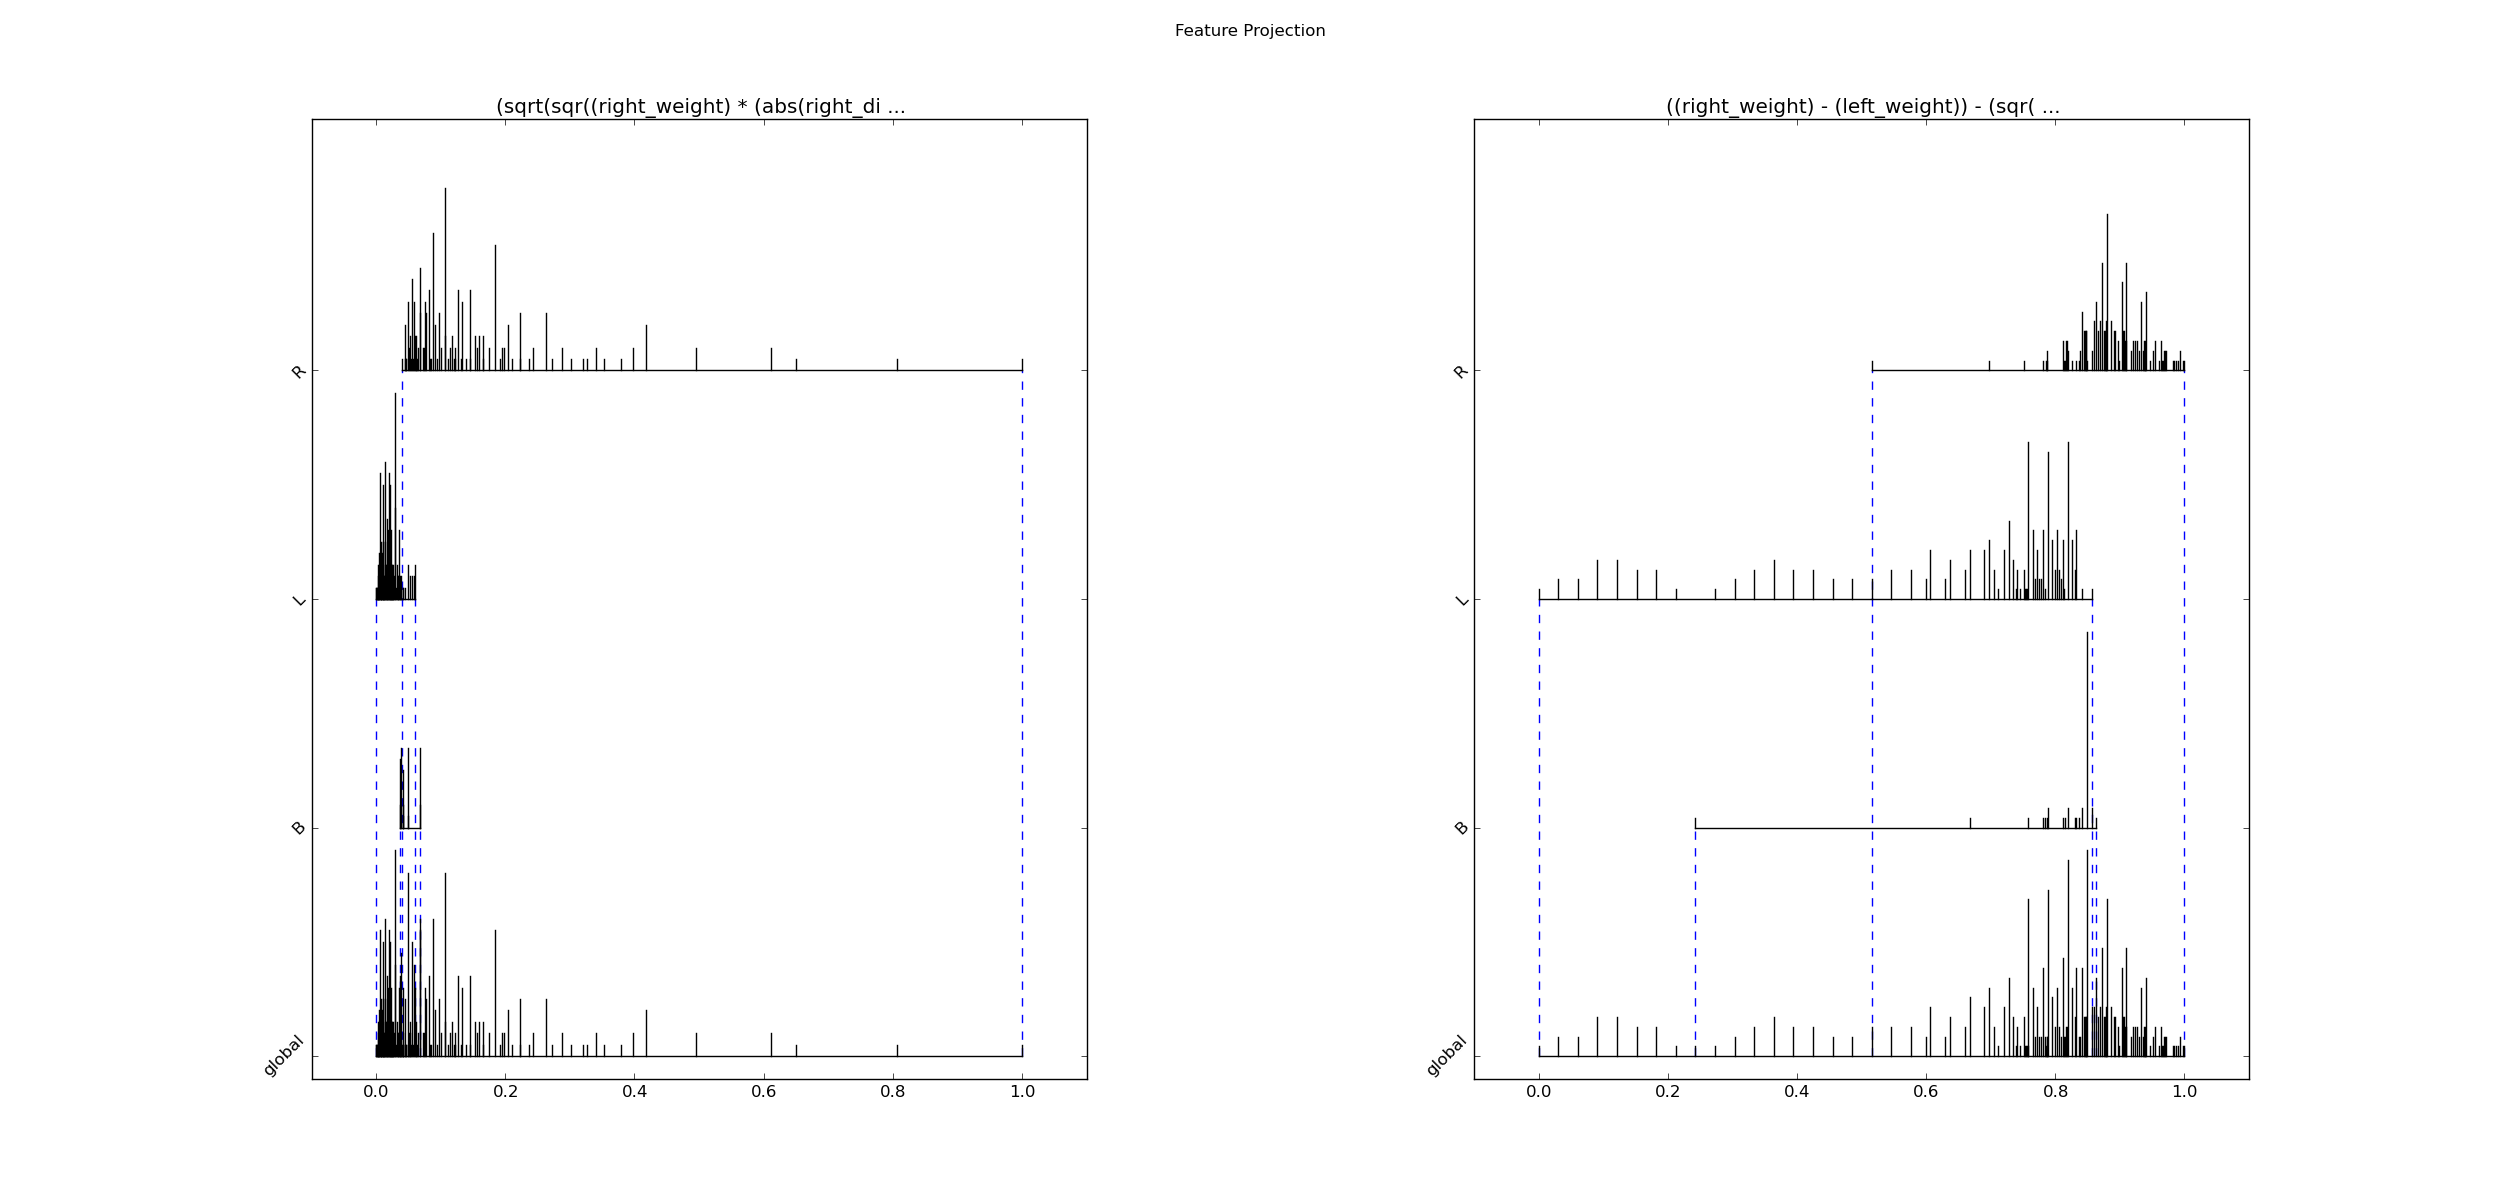 Feature Projection
(sqrt(sqr((right_weight) * (abs(right_di ...
R
L
B
global
0.0 0.2 0.4 0.6 0.8 1.0
((right_weight) - (left_weight)) - (sqr( ...
R
L
B
global
0.0 0.2 0.4 0.6 0.8 1.0